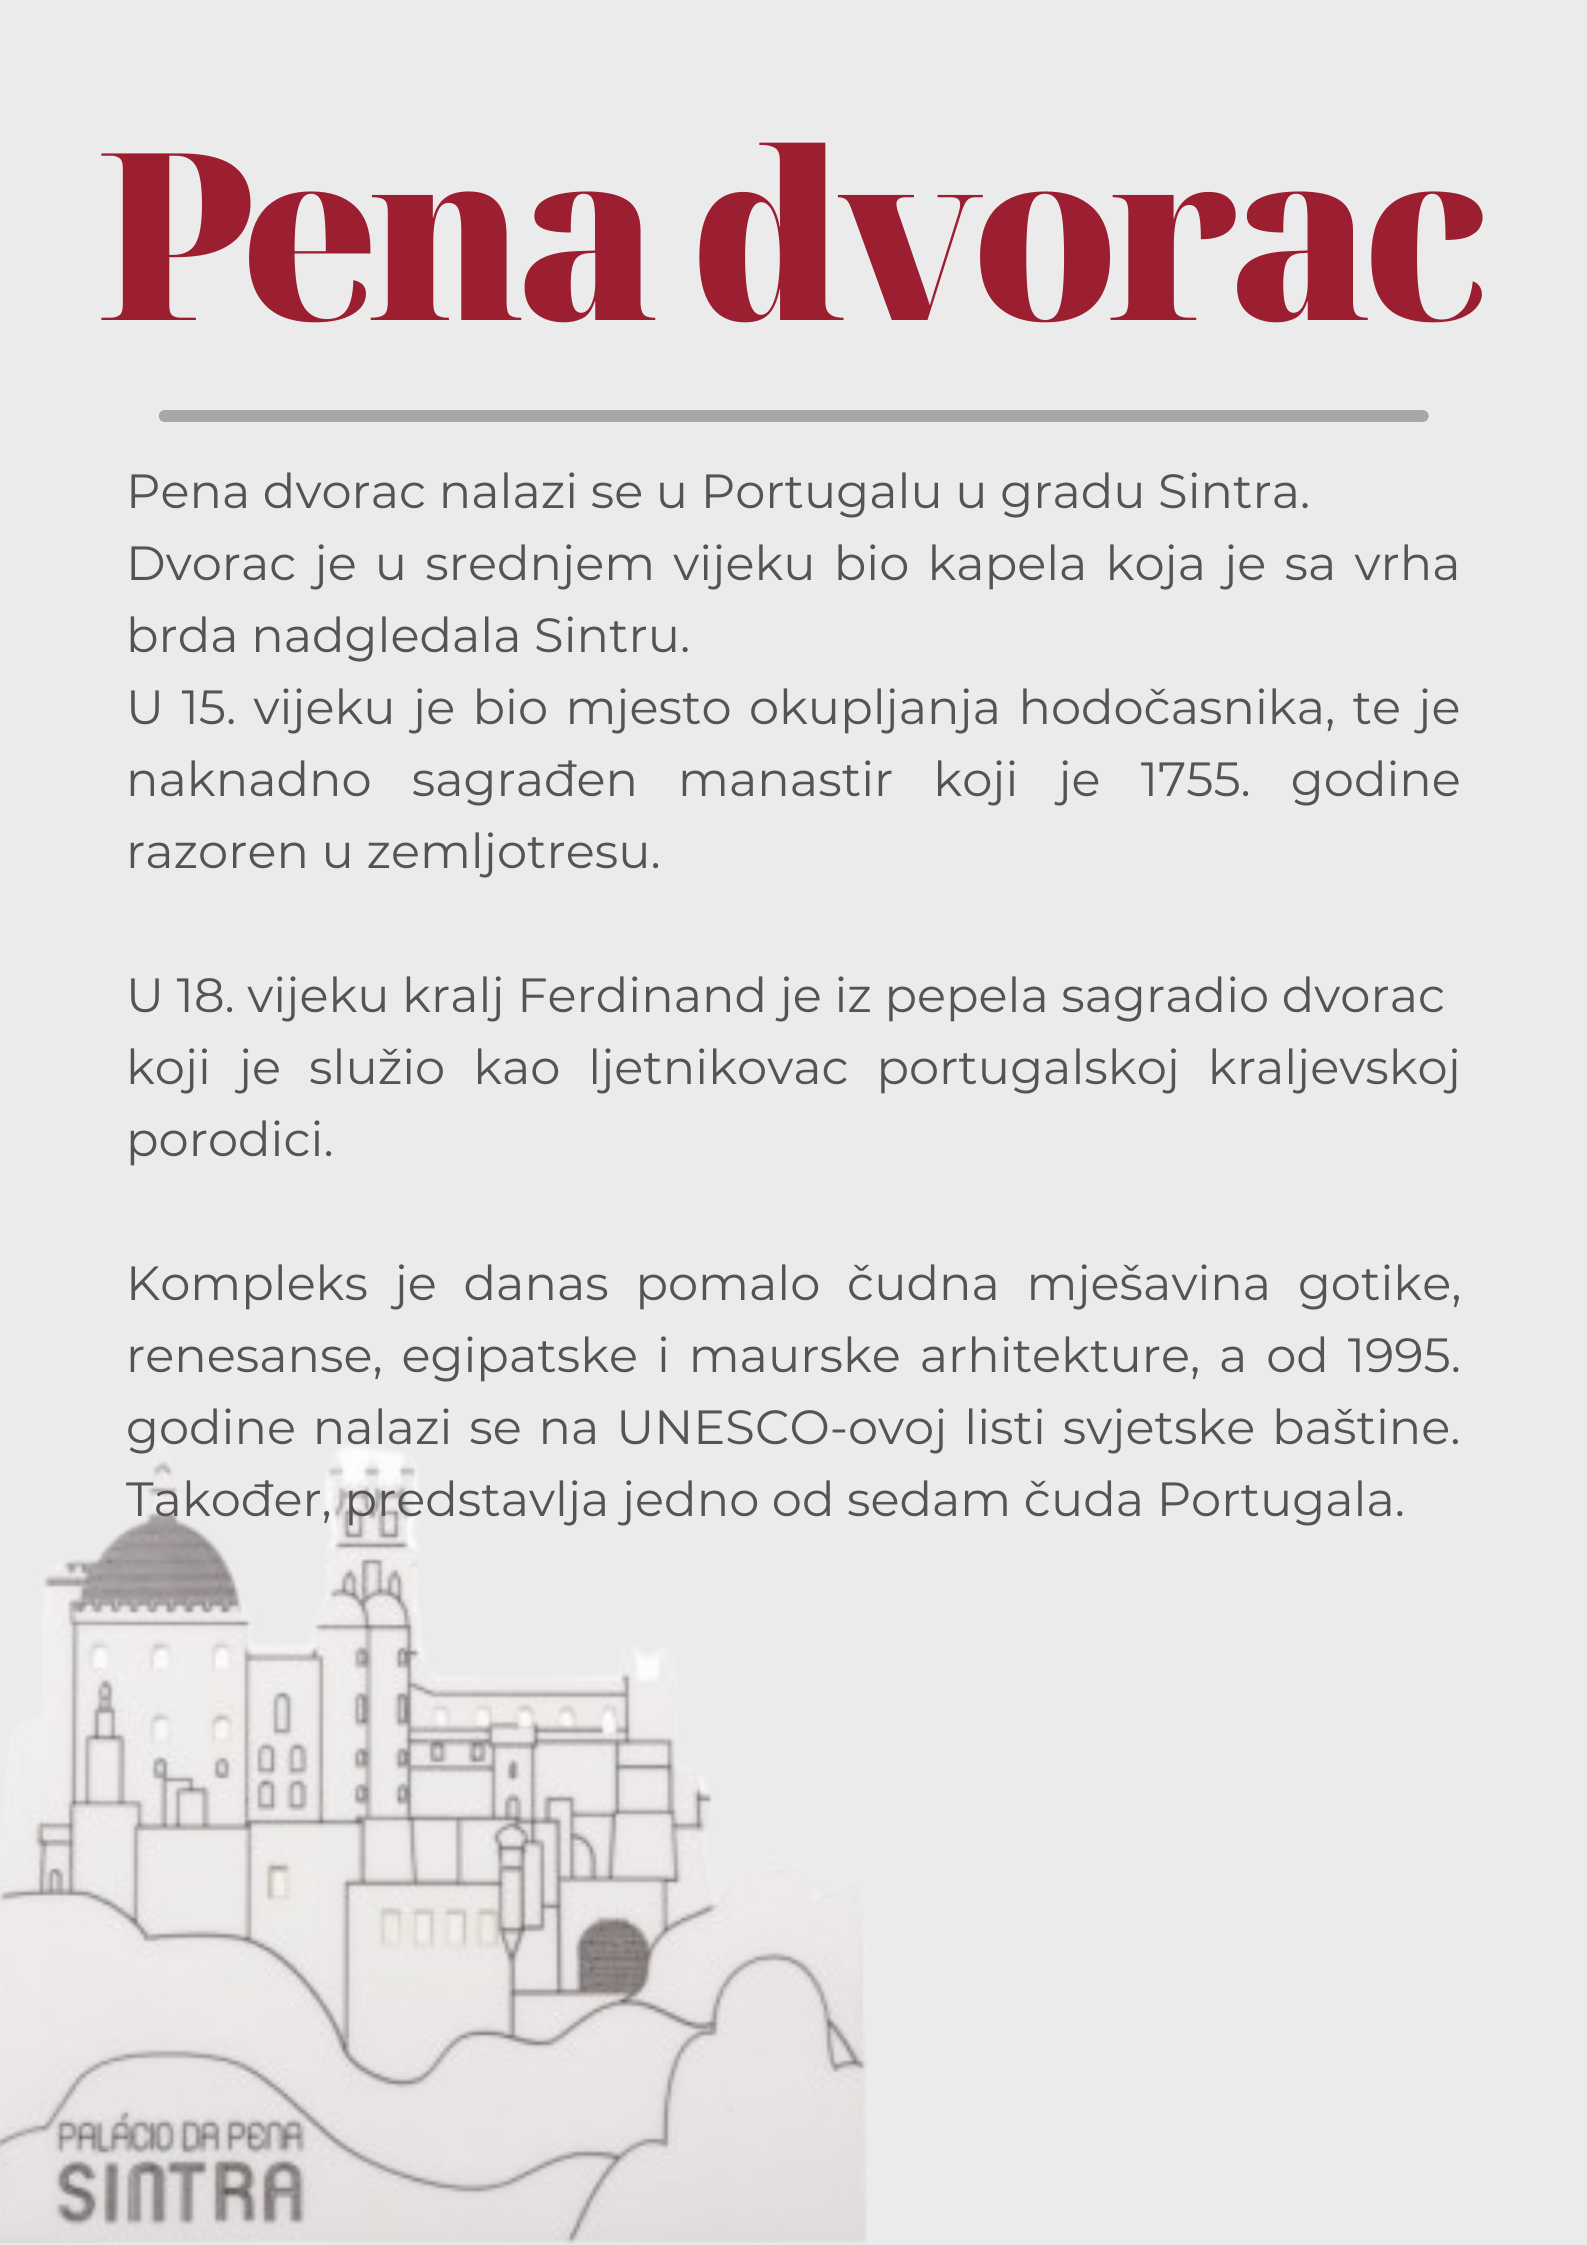 Pena dvorac
Pena dvorac nalazi se u Portugalu u gradu Sintra.
Dvorac je u srednjem vijeku bio kapela koja je sa vrha
brda nadgledala Sintru.
U 15. vijeku je bio mjesto okupljanja hodočasnika, te je
naknadno sagrađen manastir koji je 1755. godine
razoren u zemljotresu.
U 18. vijeku kralj Ferdinand je iz pepela sagradio dvorac
koji je služio kao ljetnikovac portugalskoj kraljevskoj
porodici.
Kompleks je danas pomalo čudna mješavina gotike,
renesanse, egipatske i maurske arhitekture, a od 1995.
godine nalazi se na UNESCO-ovoj listi svjetske baštine.
Također, predstavlja jedno od sedam čuda Portugala.
PALÁCIO DA PENA
SINTRA